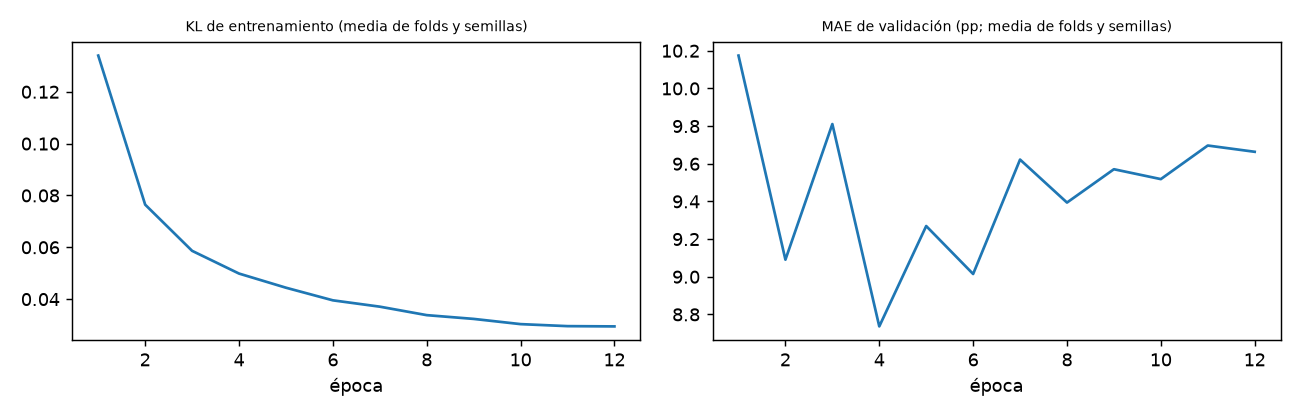 KL de entrenamiento (media de folds y semillas)
0.12
0.10
0.08
0.06
0.04
2 4 6 8 10 12
época
MAE de validación (pp; media de folds y semillas)
10.2
10.0
9.8
9.6
9.4
9.2
9.0
8.8
2 4 6 8 10 12
época